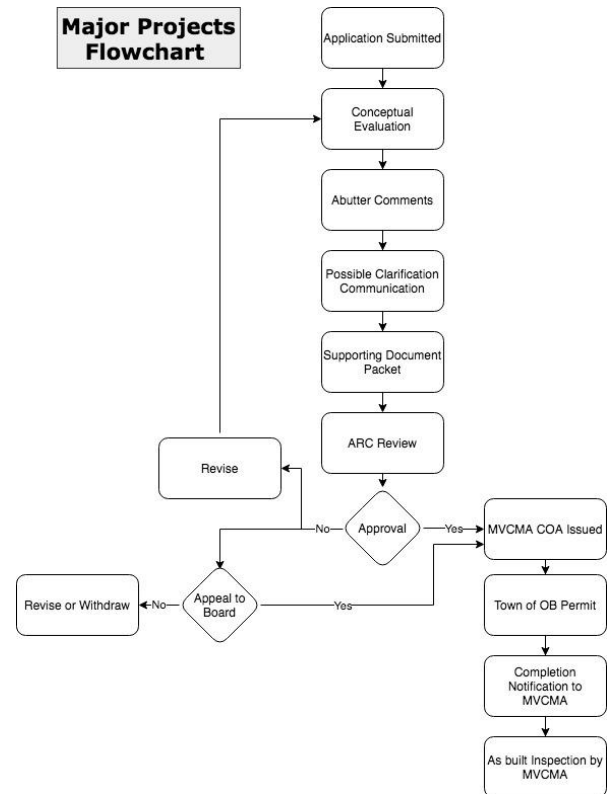 Major Projects
Flowchart
Application Submitted
Conceptual
Evaluation
Abutter Comments
Possible Clarification
Communication
Supporting Document
Packet
ARC Review
Revise
Approval
No
Yes
MVCMA COA Issued
Appeal to
Board
No
Yes
Revise or Withdraw
Town of OB Permit
Completion
Notification to
MVCMA
As built Inspection by
MVCMA